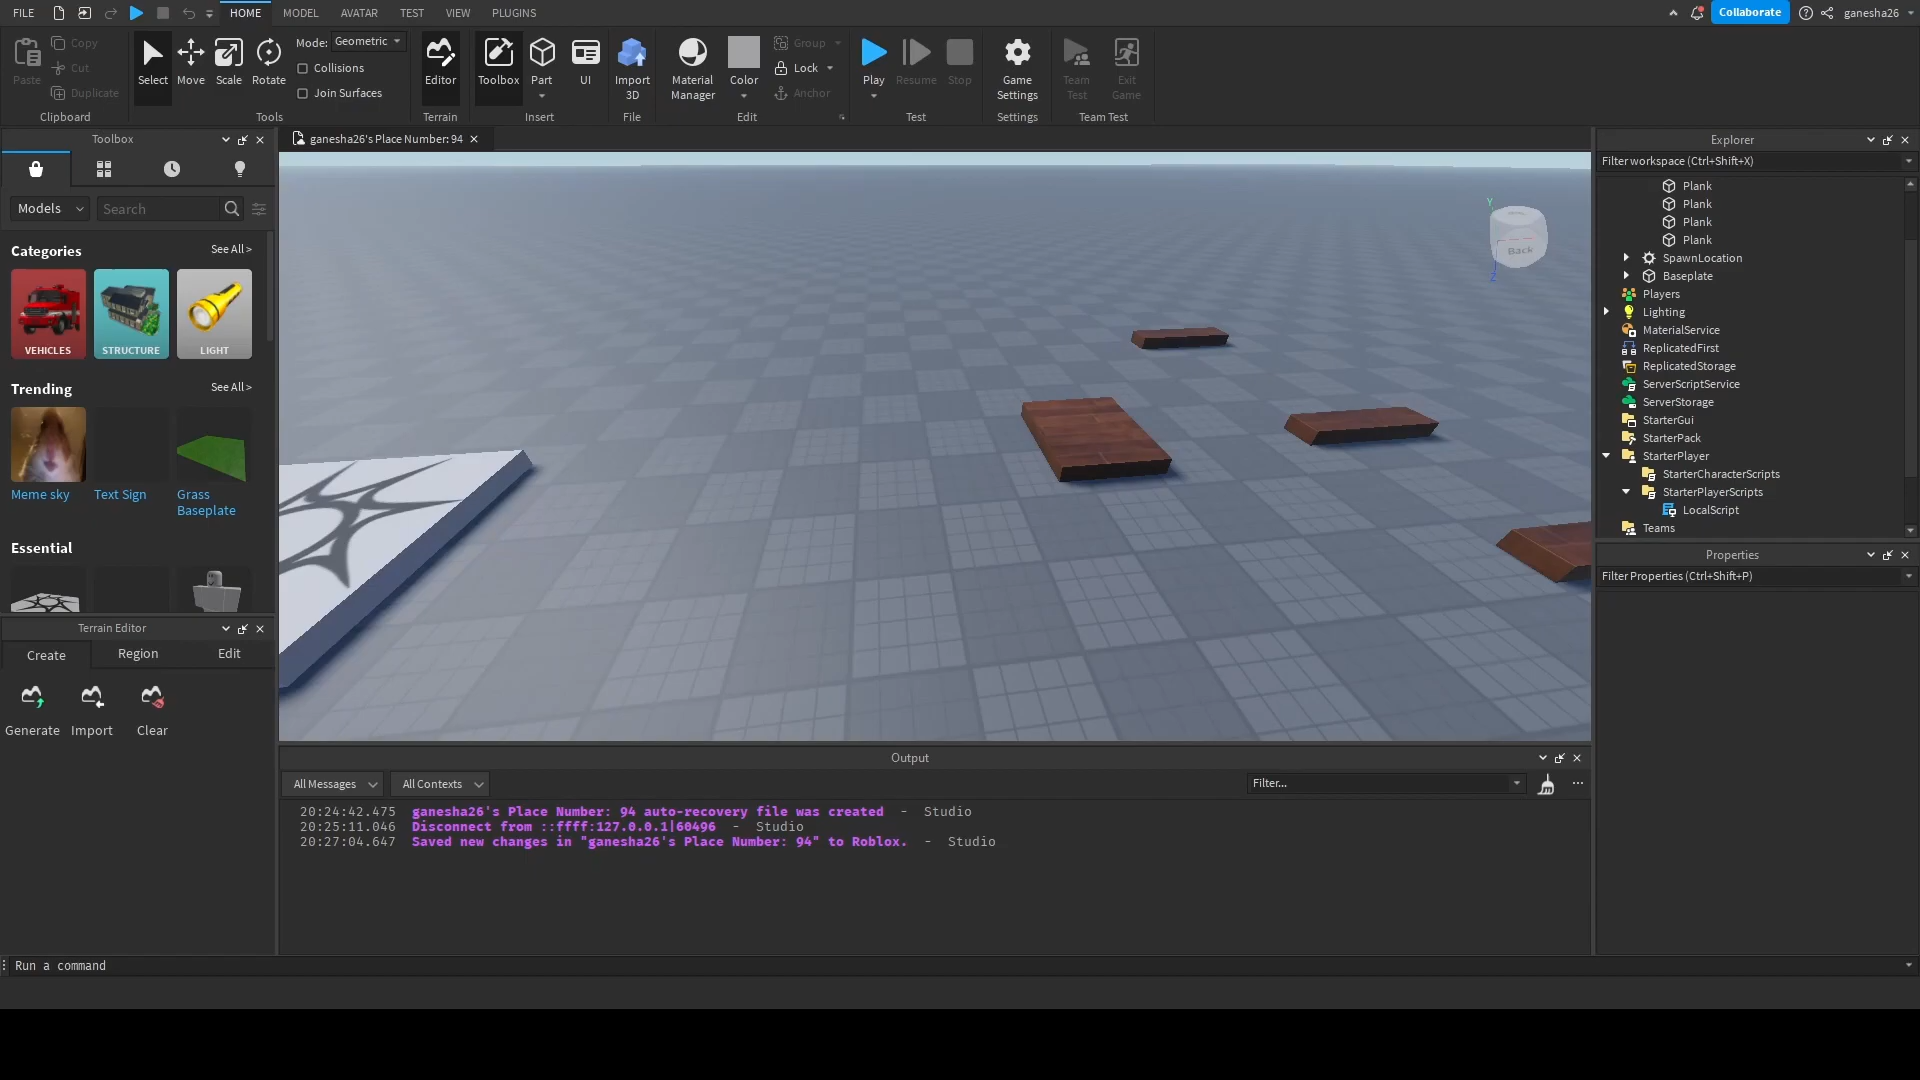 FILE
HOME
MODEL
AVATAR
TEST
VIEW
PLUGINS
Collaborate
ganesha26
Paste
Copy
Cut
Duplicate
Clipboard
Select
Move
Scale
Rotate
Mode: Geometric
Collisions
Join Surfaces
Tools
Editor
Terrain
Toolbox
Part
UI
Insert
Import
3D
File
Material
Manager
Color
Group
Lock
Anchor
Edit
Play
Resume
Stop
Test
Game
Settings
Settings
Team
Test
Exit
Game
Team Test
Toolbox
Models
Search
Categories
See All >
VEHICLES
STRUCTURE
LIGHT
Trending
See All >
Meme sky
Text Sign
Grass
Baseplate
Essential
Terrain Editor
Create
Region
Edit
Generate
Import
Clear
ganesha26's Place Number: 94
Y
Back
Z
Output
All Messages
All Contexts
Filter...
20:24:42.475 ganesha26's Place Number: 94 auto-recovery file was created - Studio
20:25:11.046 Disconnect from ::ffff:127.0.0.1|60496 - Studio
20:27:04.647 Saved new changes in "ganesha26's Place Number: 94" to Roblox. - Studio
Explorer
Filter workspace (Ctrl+Shift+X)
Plank
Plank
Plank
Plank
SpawnLocation
Baseplate
Players
Lighting
MaterialService
ReplicatedFirst
ReplicatedStorage
ServerScriptService
ServerStorage
StarterGui
StarterPack
StarterPlayer
StarterCharacterScripts
StarterPlayerScripts
LocalScript
Teams
Properties
Filter Properties (Ctrl+Shift+P)
Run a command